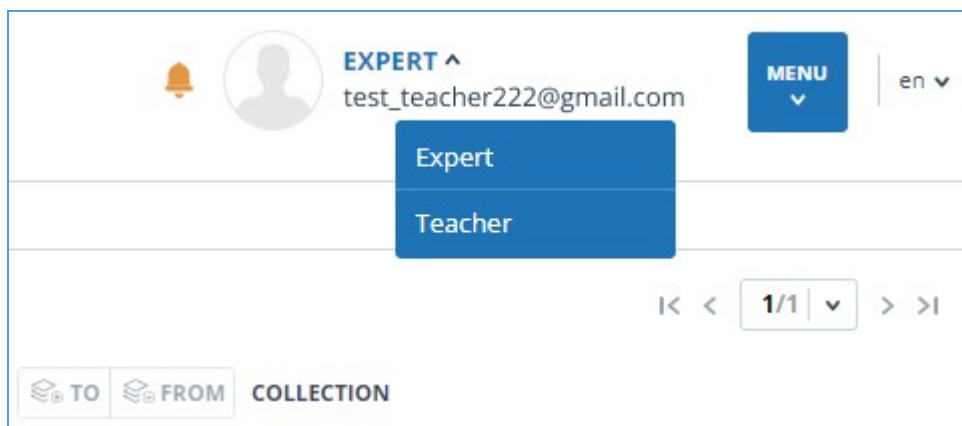 EXPERT
test_teacher222@gmail.com
MENU
en
Expert
Teacher
1/1
TO FROM COLLECTION